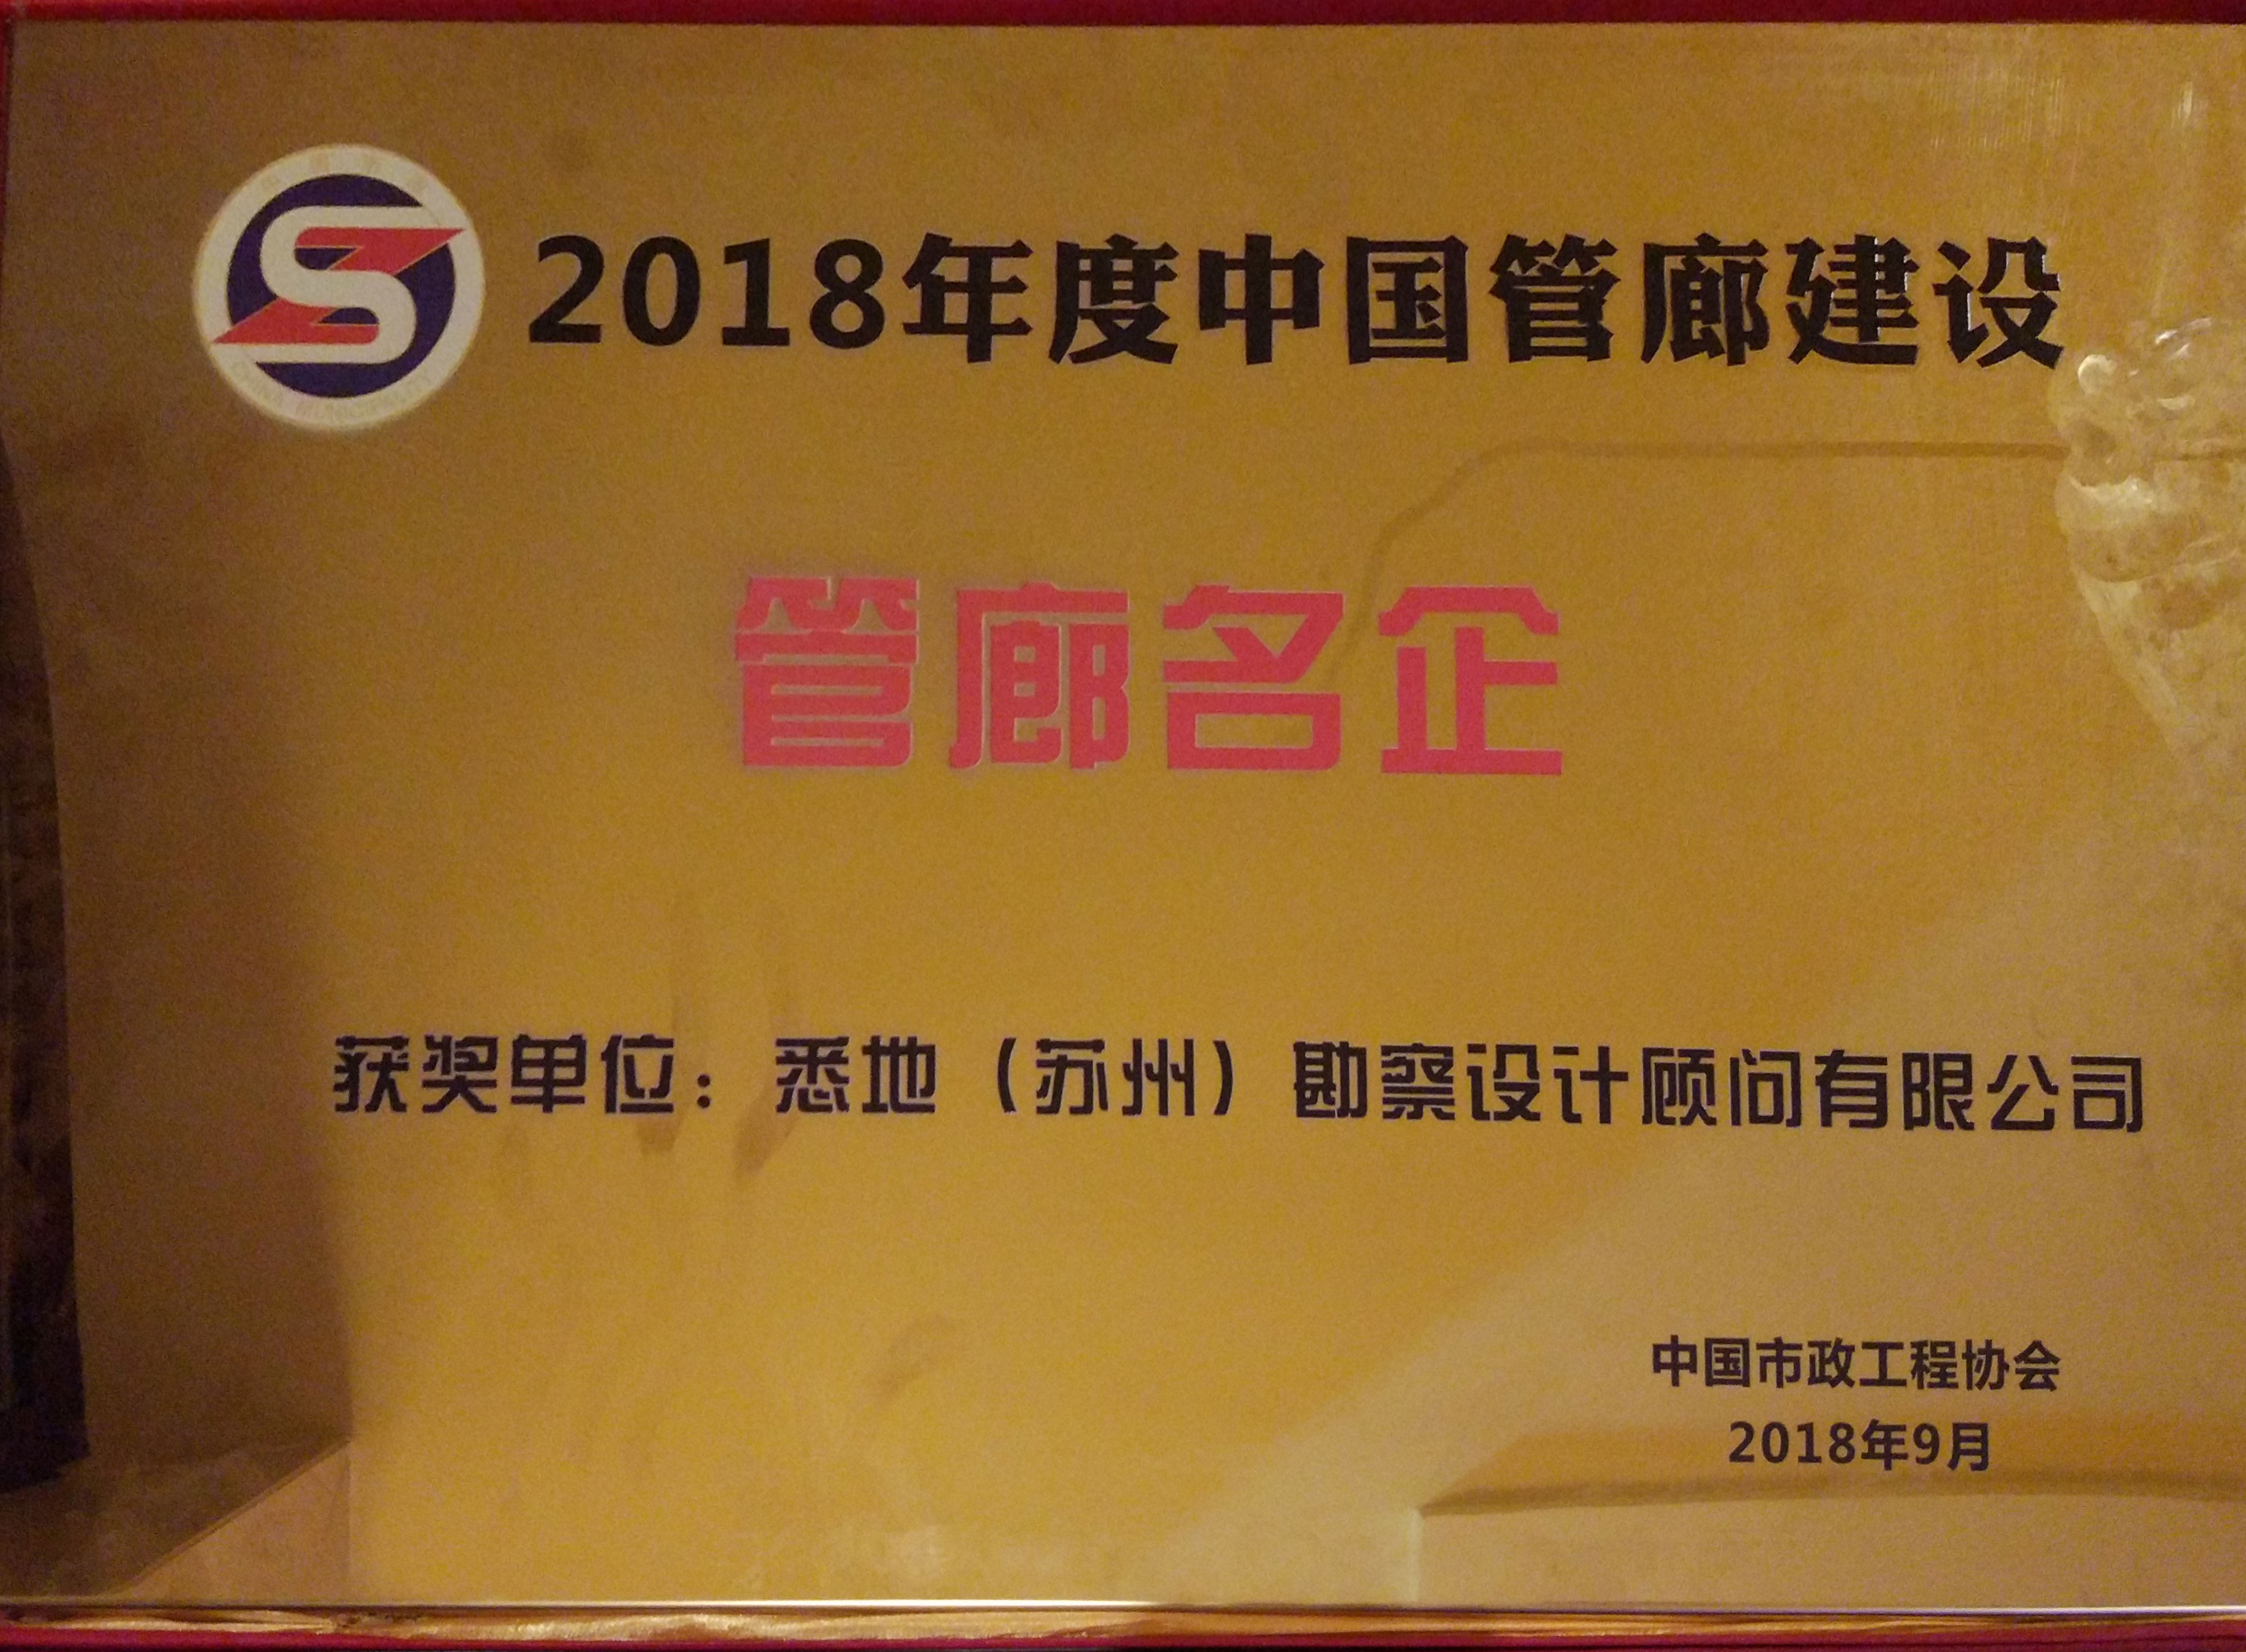 2018年度中国管廊建设
管廊名企
获奖单位：悉地（苏州）勘察设计顾问有限公司
中国市政工程协会
2018年9月